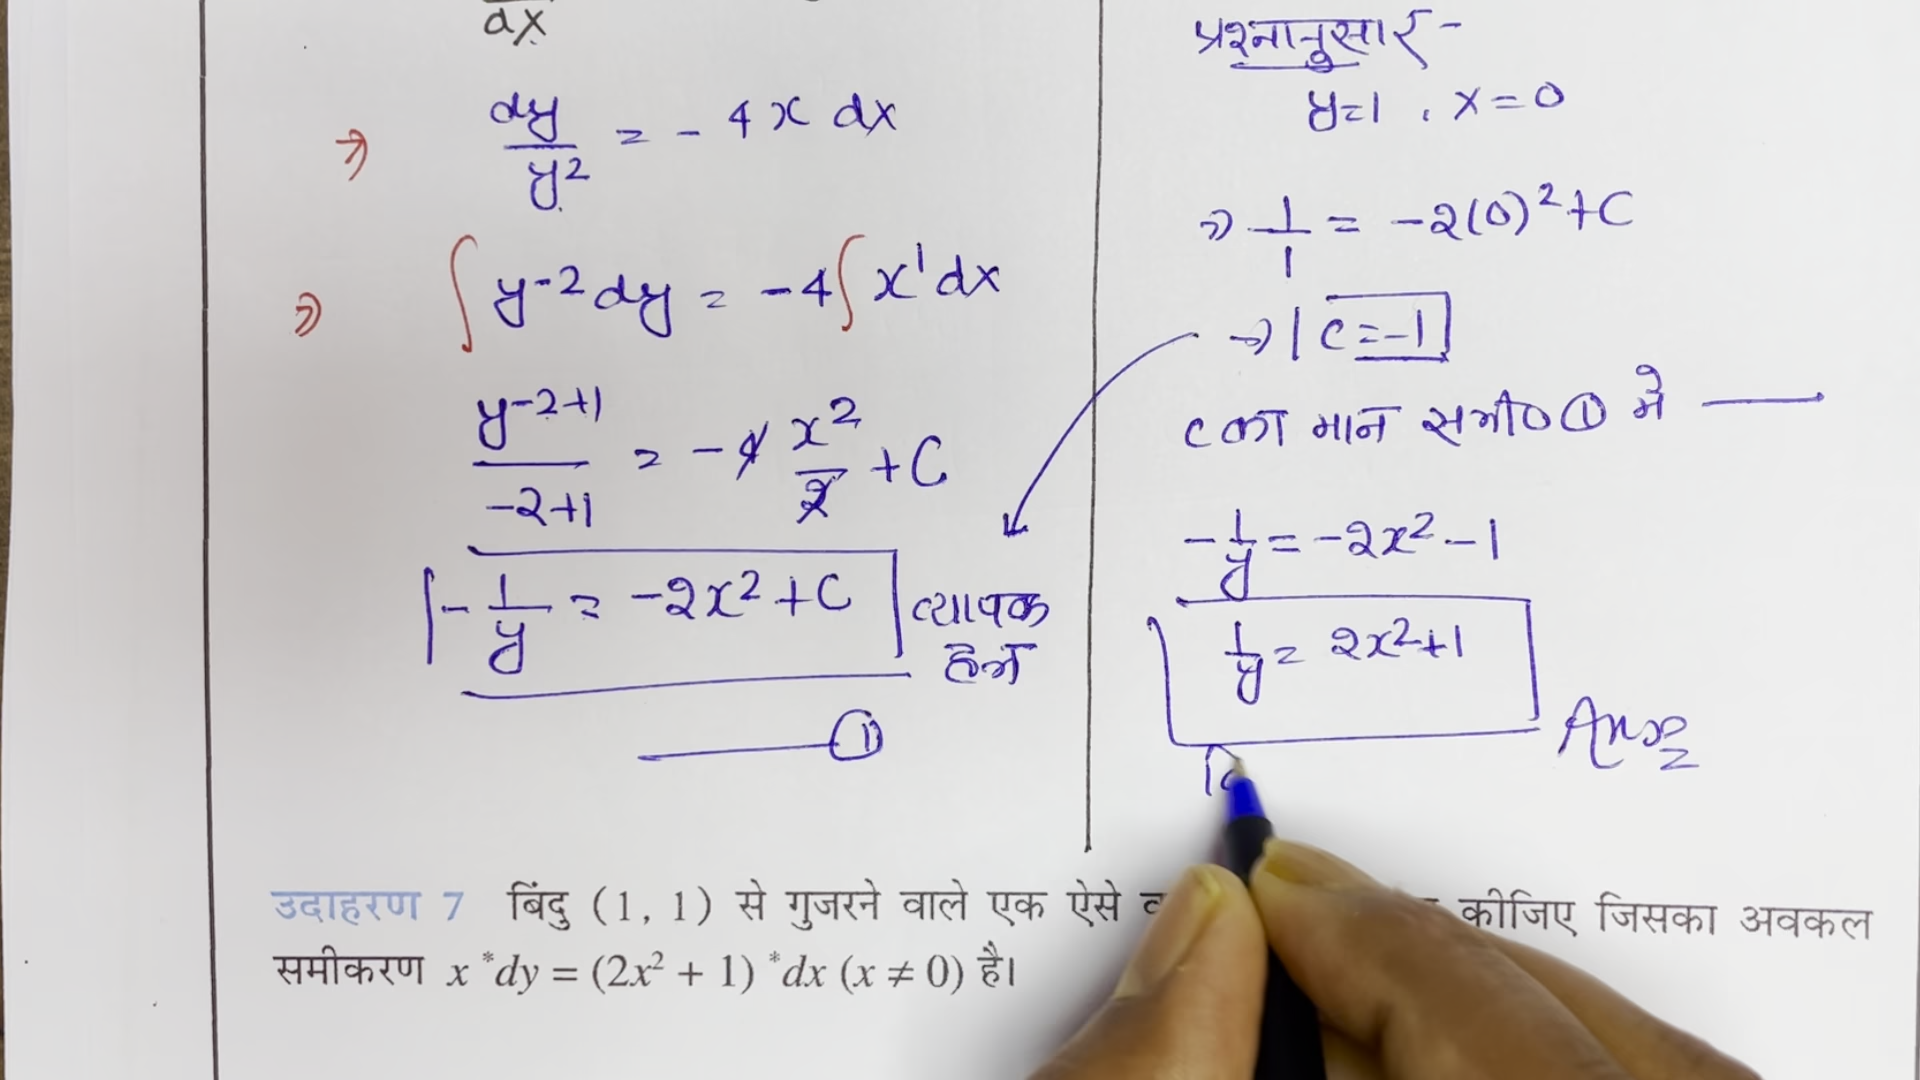 dx
⇒ dy/y² = - 4x dx
⇒ ∫ y⁻² dy = -4 ∫ x¹ dx
y⁻²⁺¹/-2+1 = -4 x²/2 + C
-1/y = -2x² + C व्यापक
हल
①
प्रश्नानुसार -
y=1, x=0
⇒ 1/1 = -2(0)² + C
⇒ C = -1
C का मान समी० ① में
-1/y = -2x² - 1
1/y = 2x²+1
Ans
उदाहरण 7 बिंदु (1, 1) से गुजरने वाले एक ऐसे कीजिए जिसका अवकल
समीकरण x *dy = (2x² + 1) *dx (x ≠ 0) है।